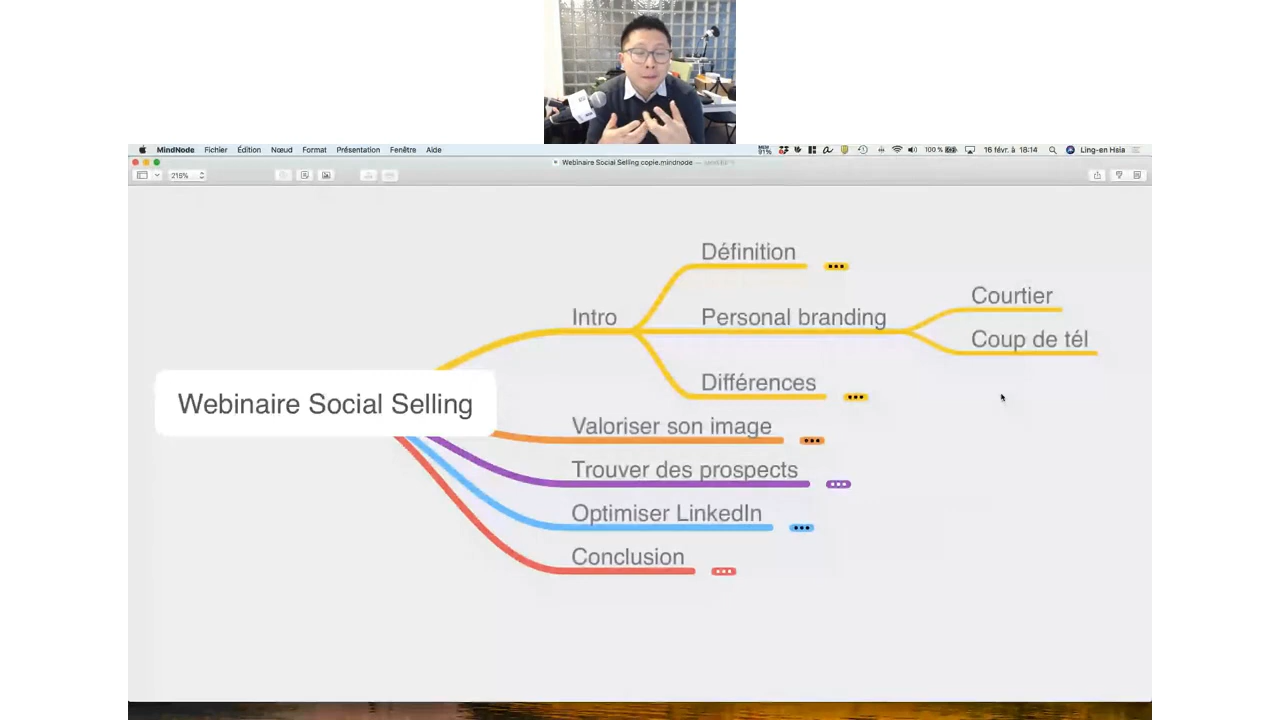 MindNode Fichier Édition Nœud Format Présentation Fenêtre Aide
100 % 16 févr. à 18:14 Ling-en Hsia
Webinaire Social Selling copie.mindnode
215%
Définition
Courtier
Intro
Personal branding
Coup de tél
Différences
Webinaire Social Selling
Valoriser son image
Trouver des prospects
Optimiser LinkedIn
Conclusion